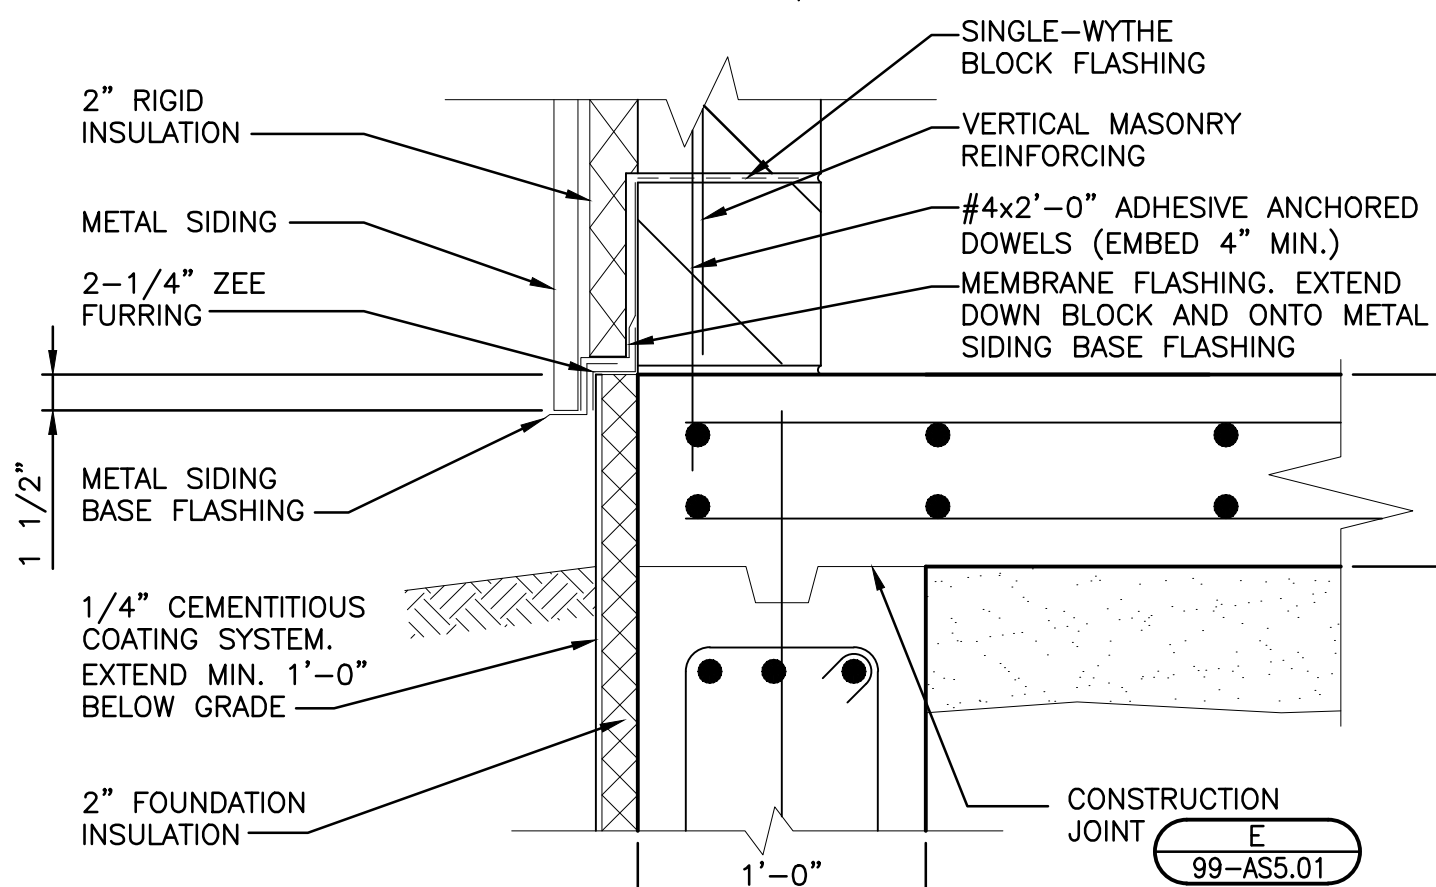 2” RIGID
INSULATION
METAL SIDING
2-1/4” ZEE
FURRING
1 1/2”
METAL SIDING
BASE FLASHING
1/4” CEMENTITIOUS
COATING SYSTEM.
EXTEND MIN. 1'-0”
BELOW GRADE
2” FOUNDATION
INSULATION
SINGLE-WYTHE
BLOCK FLASHING
VERTICAL MASONRY
REINFORCING
#4x2'-0” ADHESIVE ANCHORED
DOWELS (EMBED 4” MIN.)
MEMBRANE FLASHING. EXTEND
DOWN BLOCK AND ONTO METAL
SIDING BASE FLASHING
CONSTRUCTION
JOINT
1'-0”
E
99-AS5.01